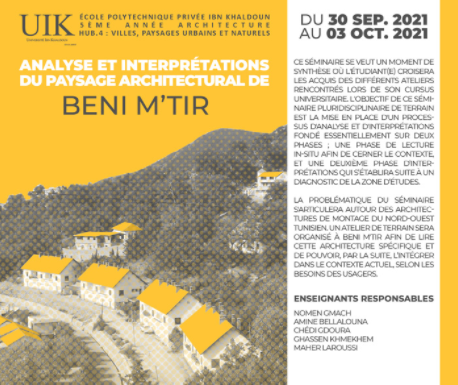 UIK
ÉCOLE POLYTECHNIQUE PRIVÉE IBN KHALDOUN
5ÈME ANNÉE ARCHITECTURE
HUB.4 : VILLES, PAYSAGES URBAINS ET NATURELS
ANALYSE ET INTERPRÉTATIONS
DU PAYSAGE ARCHITECTURAL DE
BENI M'TIR
DU 30 SEP. 2021
AU 03 OCT. 2021
CE SÉMINAIRE SE VEUT UN MOMENT DE
SYNTHÈSE OÙ L'ÉTUDIANT(E) CROISERA
LES ACQUIS DES DIFFÉRENTS ATELIERS
RENCONTRÉS LORS DE SON CURSUS
UNIVERSITAIRE. L'OBJECTIF DE CE SÉMI-
NAIRE PLURIDISCIPLINAIRE DE TERRAIN
EST LA MISE EN PLACE D'UN PROCES-
SUS D'ANALYSE ET D'INTERPRÉTATIONS
FONDÉ ESSENTIELLEMENT SUR DEUX
PHASES ; UNE PHASE DE LECTURE
IN-SITU AFIN DE CERNER LE CONTEXTE,
ET UNE DEUXIÈME PHASE D'INTER-
PRÉTATIONS QUI S'ÉTABLIRA SUITE À UN
DIAGNOSTIC DE LA ZONE D'ÉTUDES.
LA PROBLÉMATIQUE DU SÉMINAIRE
S'ARTICULERA AUTOUR DES ARCHITEC-
TURES DE MONTAGE DU NORD-OUEST
TUNISIEN. UN ATELIER DE TERRAIN SERA
ORGANISÉ À BENI M'TIR AFIN DE LIRE
CETTE ARCHITECTURE SPÉCIFIQUE ET
DE POUVOIR, PAR LA SUITE, L'INTÉGRER
DANS LE CONTEXTE ACTUEL, SELON LES
BESOINS DES USAGERS.
ENSEIGNANTS RESPONSABLES
NOMEN GMACH
AMINE BELLALOUNA
CHÉDI GDOURA
GHASSEN KHMEKHEM
MAHER LAROUSSI